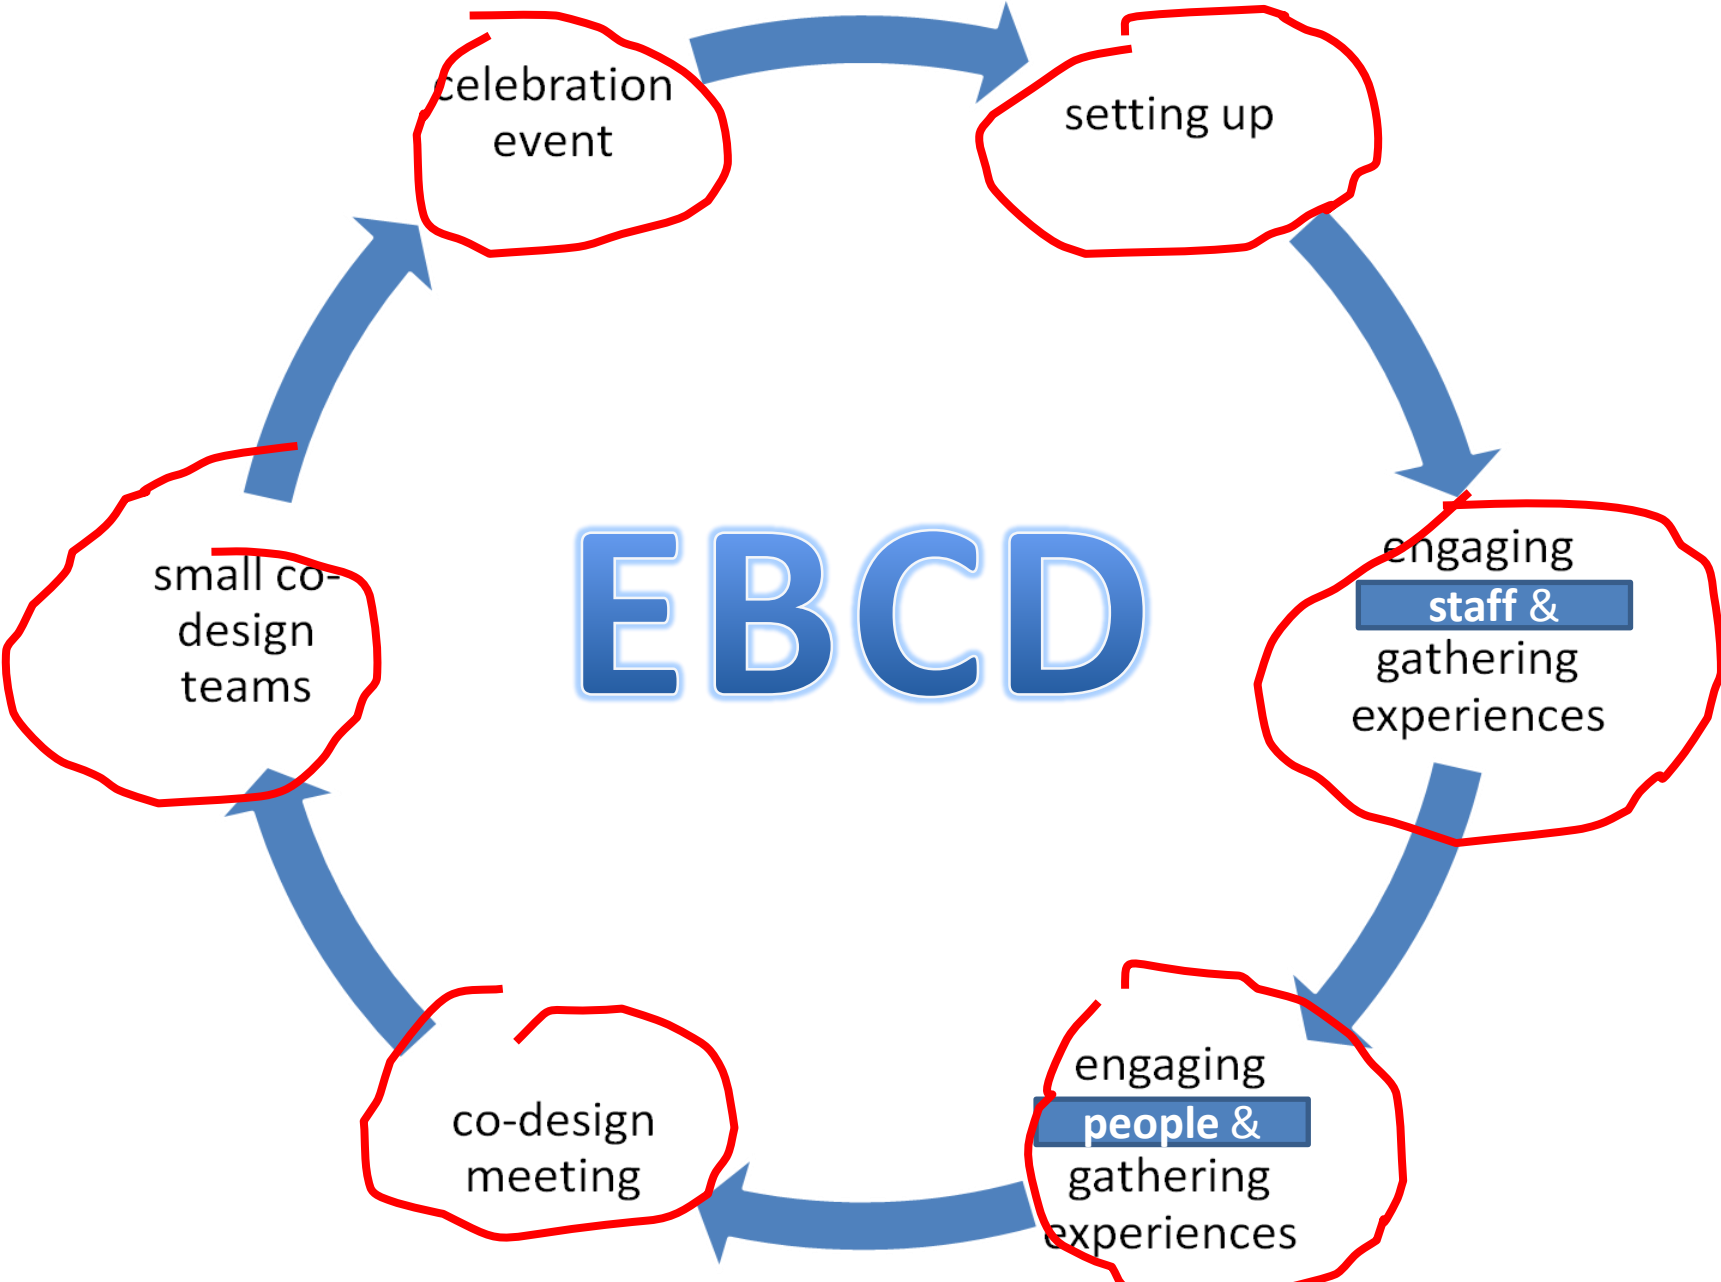 celebration
event
setting up
engaging
staff &
gathering
experiences
engaging
people &
gathering
experiences
co-design
meeting
small co-
design
teams
EBCD